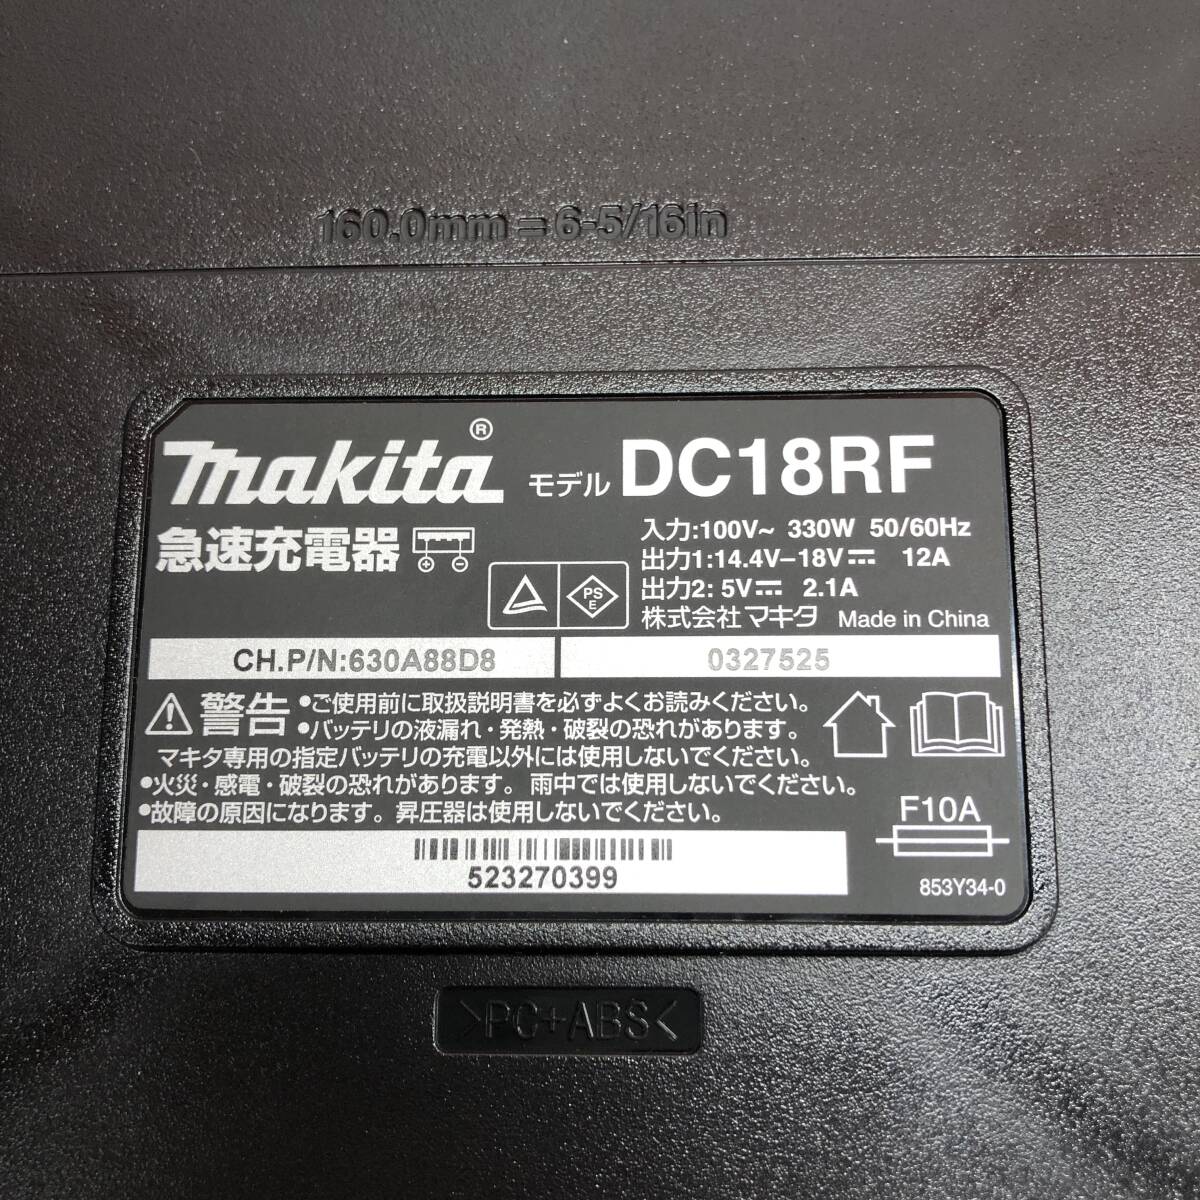 160.0mm=6-5/16in
makita®
モデル DC18RF
急速充電器
入力:100V~ 330W 50/60Hz
出力1:14.4V–18V⎓ 12A
出力2: 5V⎓ 2.1A
PS
E
株式会社マキタ Made in China
CH.P/N:630A88D8
0327525
⚠警告 •ご使用前に取扱説明書を必ずよくお読みください。
•バッテリの液漏れ・発熱・破裂の恐れがあります。
マキタ専用の指定バッテリの充電以外には使用しないでください。
•火災・感電・破裂の恐れがあります。雨中では使用しないでください。
•故障の原因になります。昇圧器は使用しないでください。
F10A
523270399
853Y34-0
>PC+ABS<